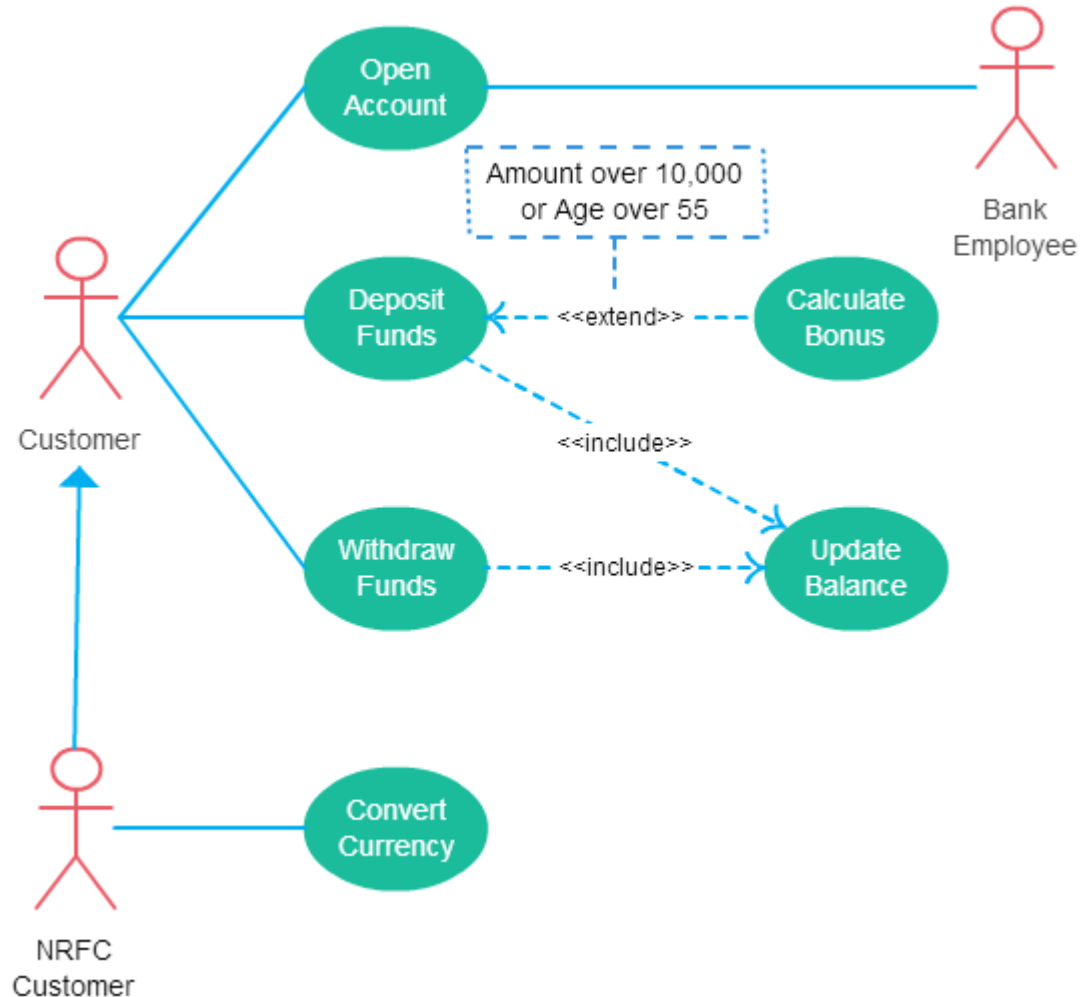 Open
Account
Amount over 10,000
or Age over 55
Bank
Employee
Deposit
Funds
<<extend>>
Calculate
Bonus
Customer
<<include>>
Withdraw
Funds
<<include>>
Update
Balance
Convert
Currency
NRFC
Customer